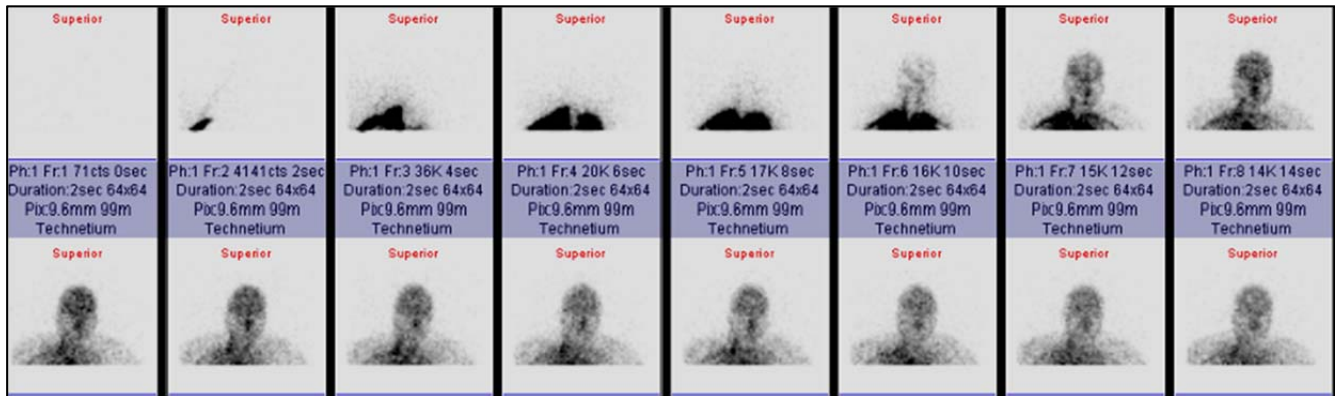 Superior Superior Superior Superior Superior Superior Superior Superior
Ph:1 Fr:1 71cts 0sec
Duration:2sec 64x64
Pix:9.6mm 99m
Technetium
Ph:1 Fr:2 4141cts 2sec
Duration:2sec 64x64
Pix:9.6mm 99m
Technetium
Ph:1 Fr:3 36K 4sec
Duration:2sec 64x64
Pix:9.6mm 99m
Technetium
Ph:1 Fr:4 20K 6sec
Duration:2sec 64x64
Pix:9.6mm 99m
Technetium
Ph:1 Fr:5 17K 8sec
Duration:2sec 64x64
Pix:9.6mm 99m
Technetium
Ph:1 Fr:6 16K 10sec
Duration:2sec 64x64
Pix:9.6mm 99m
Technetium
Ph:1 Fr:7 15K 12sec
Duration:2sec 64x64
Pix:9.6mm 99m
Technetium
Ph:1 Fr:8 14K 14sec
Duration:2sec 64x64
Pix:9.6mm 99m
Technetium
Superior Superior Superior Superior Superior Superior Superior Superior